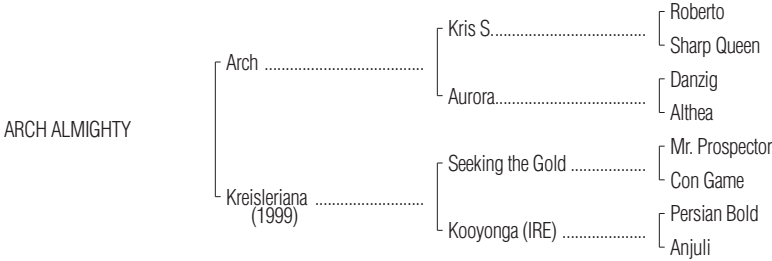 Roberto
Kris S.
Sharp Queen
Arch
Danzig
Aurora
Althea
ARCH ALMIGHTY
Mr. Prospector
Seeking the Gold
Con Game
Kreisleriana
(1999)
Persian Bold
Kooyonga (IRE)
Anjuli